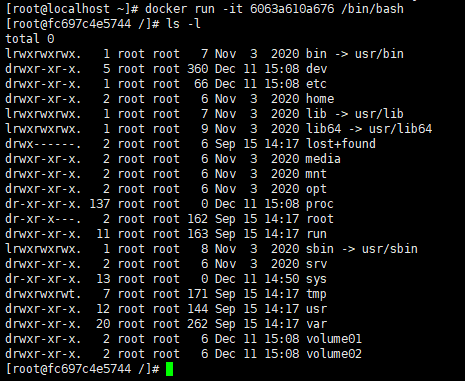 [root@localhost ~]# docker run -it 6063a610a676 /bin/bash
[root@fc697c4e5744 /]# ls -l
total 0
lrwxrwxrwx.   1 root root   7 Nov  3  2020 bin -> usr/bin
drwxr-xr-x.   5 root root 360 Dec 11 15:08 dev
drwxr-xr-x.   1 root root  66 Dec 11 15:08 etc
drwxr-xr-x.   2 root root   6 Nov  3  2020 home
lrwxrwxrwx.   1 root root   7 Nov  3  2020 lib -> usr/lib
lrwxrwxrwx.   1 root root   9 Nov  3  2020 lib64 -> usr/lib64
drwx------.   2 root root   6 Sep 15 14:17 lost+found
drwxr-xr-x.   2 root root   6 Nov  3  2020 media
drwxr-xr-x.   2 root root   6 Nov  3  2020 mnt
drwxr-xr-x.   2 root root   6 Nov  3  2020 opt
dr-xr-xr-x. 137 root root   0 Dec 11 15:08 proc
dr-xr-x---.   2 root root 162 Sep 15 14:17 root
drwxr-xr-x.  11 root root 163 Sep 15 14:17 run
lrwxrwxrwx.   1 root root   8 Nov  3  2020 sbin -> usr/sbin
drwxr-xr-x.   2 root root   6 Nov  3  2020 srv
dr-xr-xr-x.  13 root root   0 Dec 11 14:50 sys
drwxrwxrwt.   7 root root 171 Sep 15 14:17 tmp
drwxr-xr-x.  12 root root 144 Sep 15 14:17 usr
drwxr-xr-x.  20 root root 262 Sep 15 14:17 var
drwxr-xr-x.   2 root root   6 Dec 11 15:08 volume01
drwxr-xr-x.   2 root root   6 Dec 11 15:08 volume02
[root@fc697c4e5744 /]#